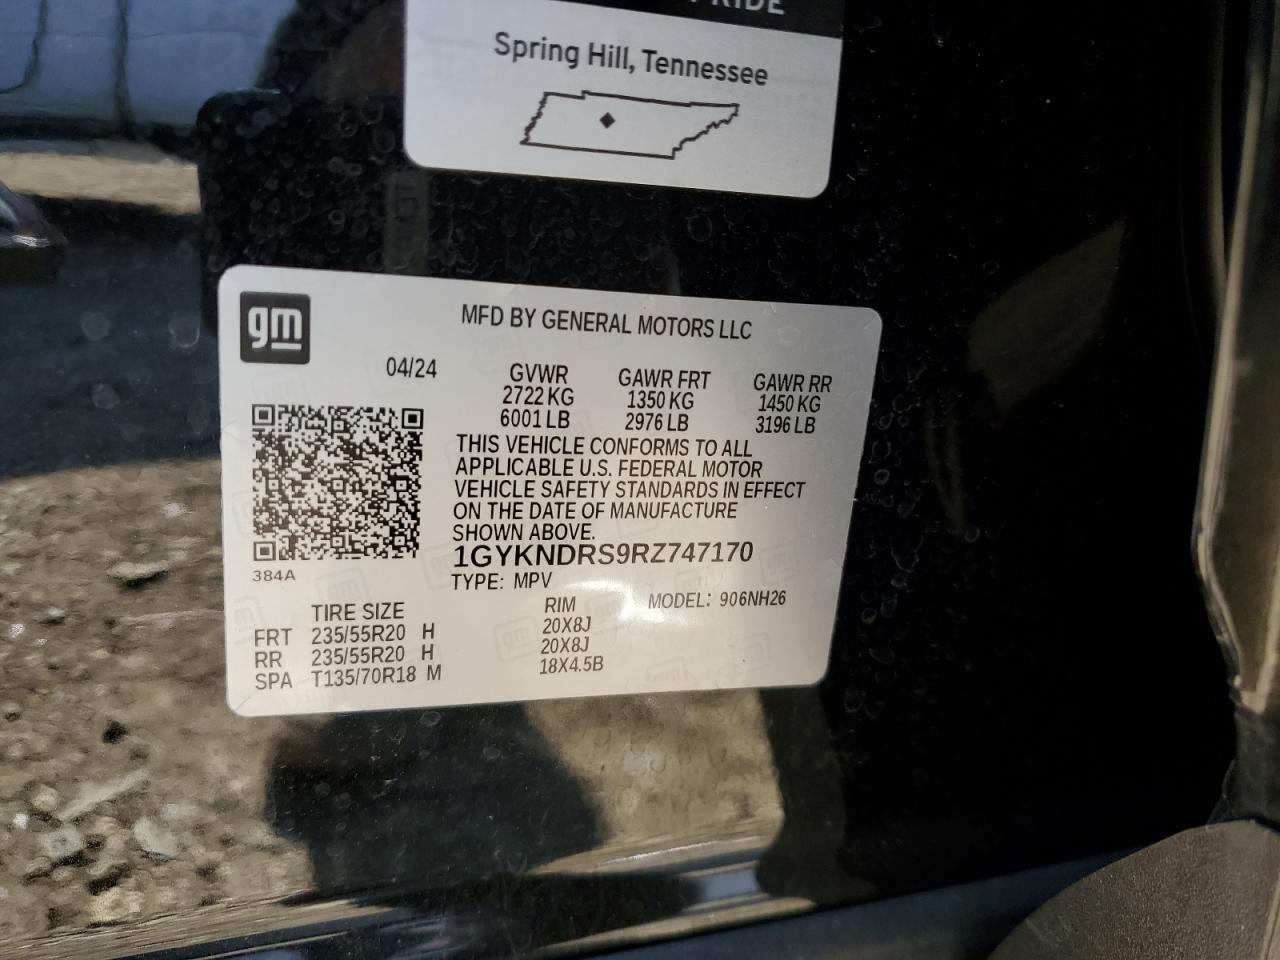 Spring Hill, Tennessee
gm
MFD BY GENERAL MOTORS LLC
04/24
GVWR GAWR FRT GAWR RR
2722 KG 1350 KG 1450 KG
6001 LB 2976 LB 3196 LB
THIS VEHICLE CONFORMS TO ALL
APPLICABLE U.S. FEDERAL MOTOR
VEHICLE SAFETY STANDARDS IN EFFECT
ON THE DATE OF MANUFACTURE
SHOWN ABOVE.
1GYKNDRS9RZ747170
384A
TYPE: MPV MODEL: 906NH26
TIRE SIZE RIM
FRT 235/55R20 H 20X8J
RR 235/55R20 H 20X8J
SPA T135/70R18 M 18X4.5B